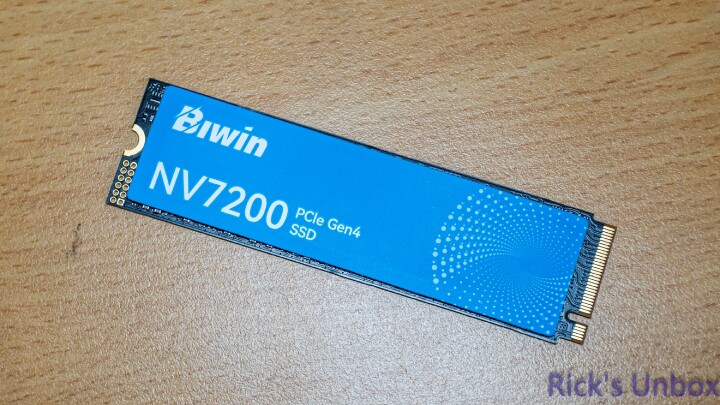 Biwin
NV7200
PCIe Gen4
SSD
Rick's Unbox